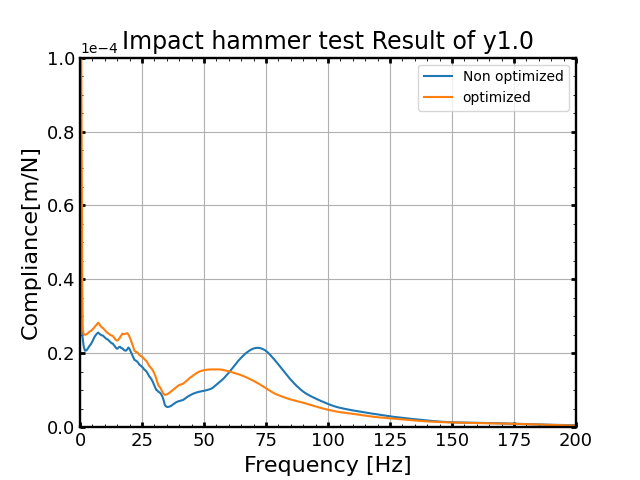 Impact hammer test Result of y1.0
1e−4
Non optimized
optimized
1.0
0.8
0.6
0.4
0.2
0.0
Compliance[m/N]
0 25 50 75 100 125 150 175 200
Frequency [Hz]